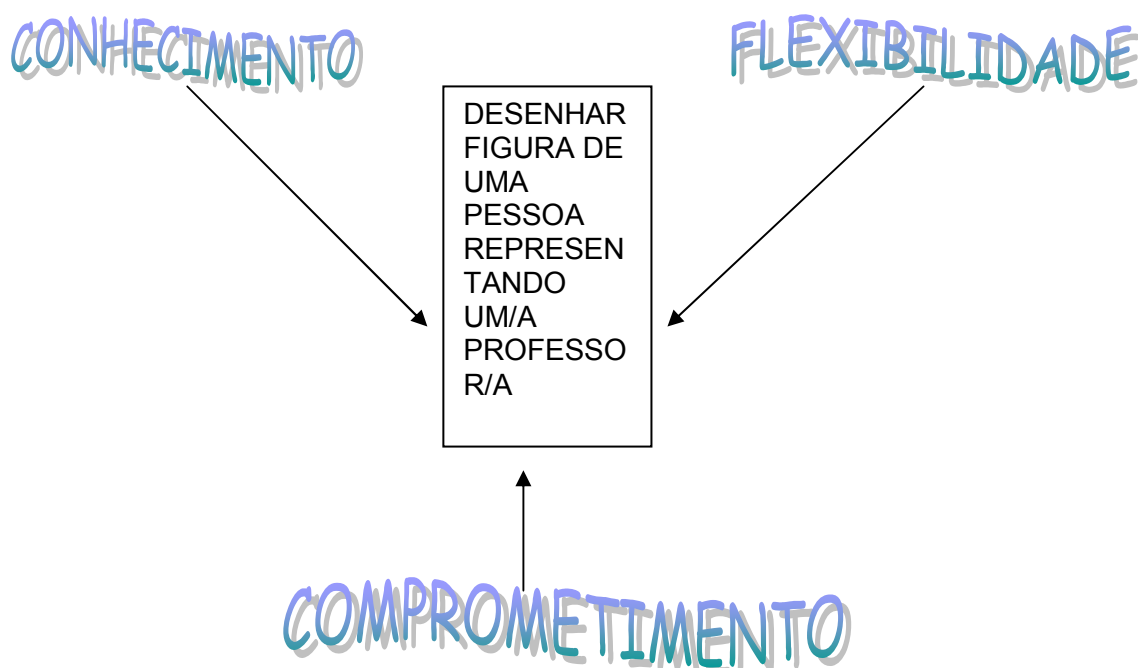 CONHECIMENTO
FLEXIBILIDADE
DESENHAR
FIGURA DE
UMA
PESSOA
REPRESEN
TANDO
UM/A
PROFESSO
R/A
COMPROMETIMENTO